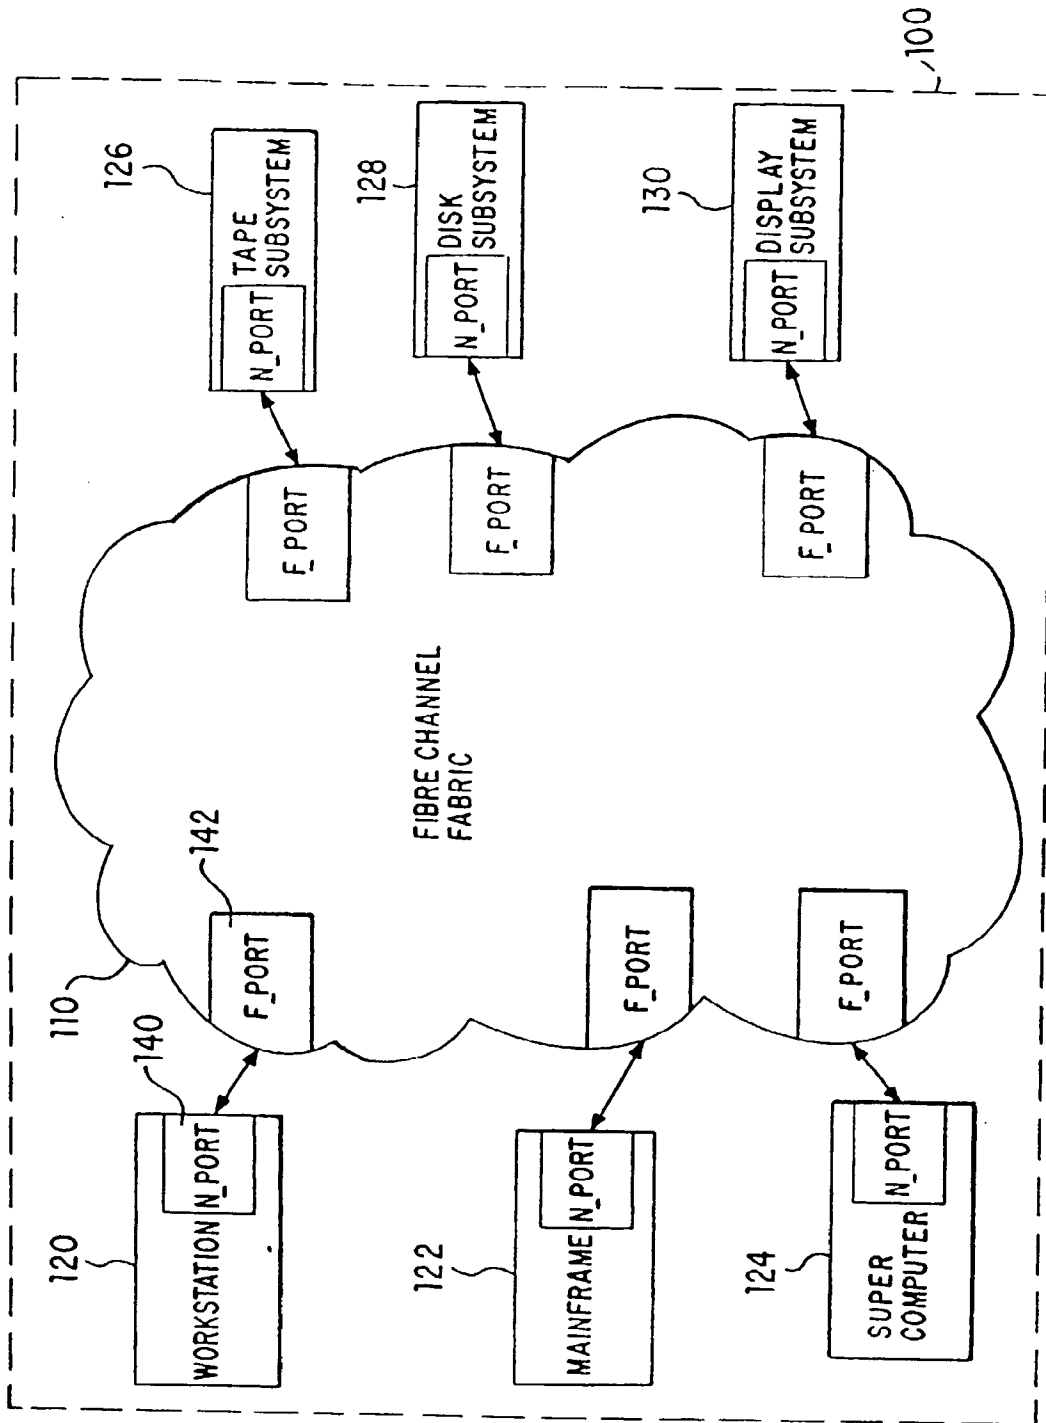 100
110
120
140
WORKSTATION
N_PORT
142
F_PORT
122
MAINFRAME
N_PORT
F_PORT
124
SUPER
COMPUTER
N_PORT
F_PORT
FIBRE CHANNEL
FABRIC
126
F_PORT
N_PORT
TAPE
SUBSYSTEM
128
F_PORT
N_PORT
DISK
SUBSYSTEM
130
F_PORT
N_PORT
DISPLAY
SUBSYSTEM